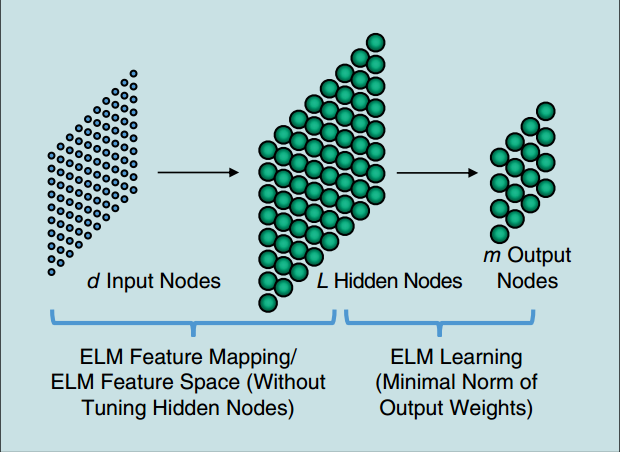 d Input Nodes
L Hidden Nodes
m Output
Nodes
ELM Feature Mapping/
ELM Feature Space (Without
Tuning Hidden Nodes)
ELM Learning
(Minimal Norm of
Output Weights)